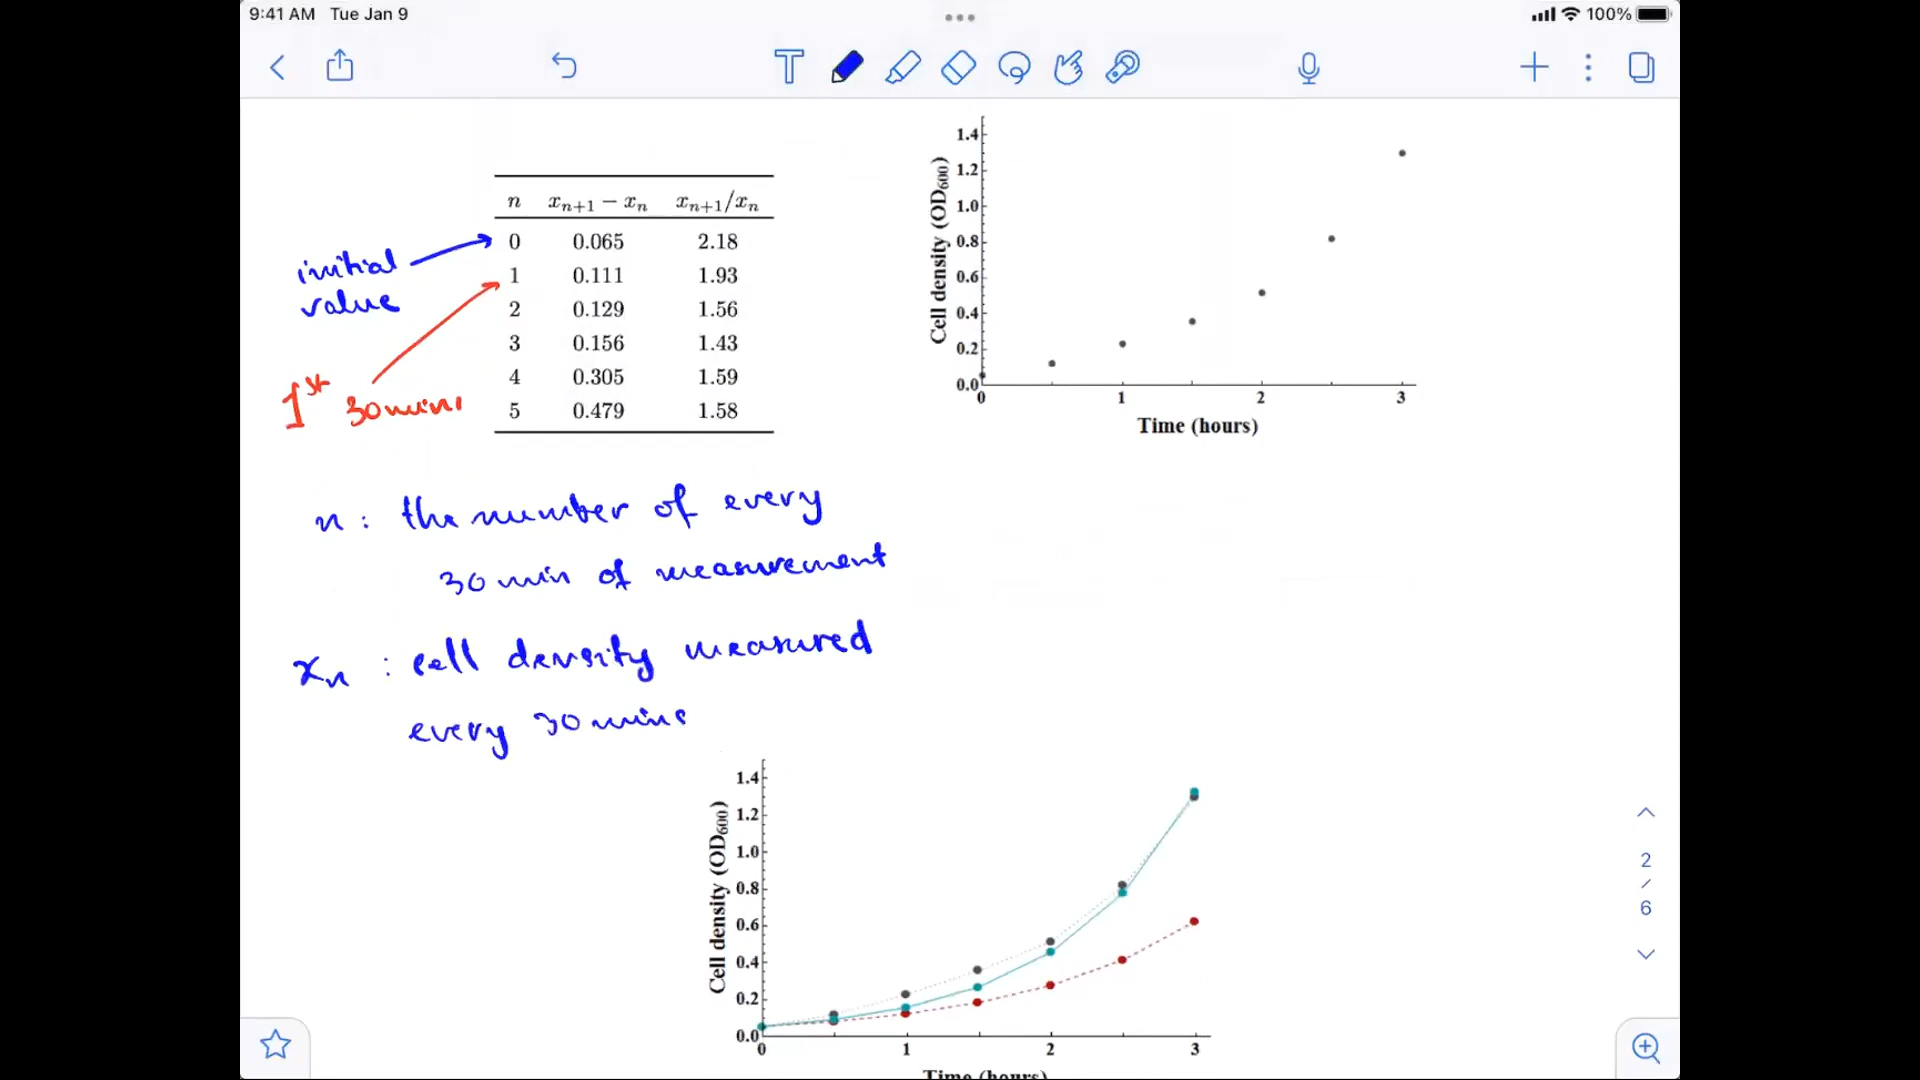 9:41 AM Tue Jan 9
100%
n x_{n+1} − x_n x_{n+1}/x_n
0 0.065 2.18
1 0.111 1.93
2 0.129 1.56
3 0.156 1.43
4 0.305 1.59
5 0.479 1.58
initial
value
1st 30 mins
1.4
1.2
1.0
0.8
0.6
0.4
0.2
0.0
0 1 2 3
Cell density (OD600)
Time (hours)
n : the number of every
30 min of measurement
xn : cell density measured
every 30 mins
1.4
1.2
1.0
0.8
0.6
0.4
0.2
0.0
0 1 2 3
Cell density (OD600)
Time (hours)
2
/
6